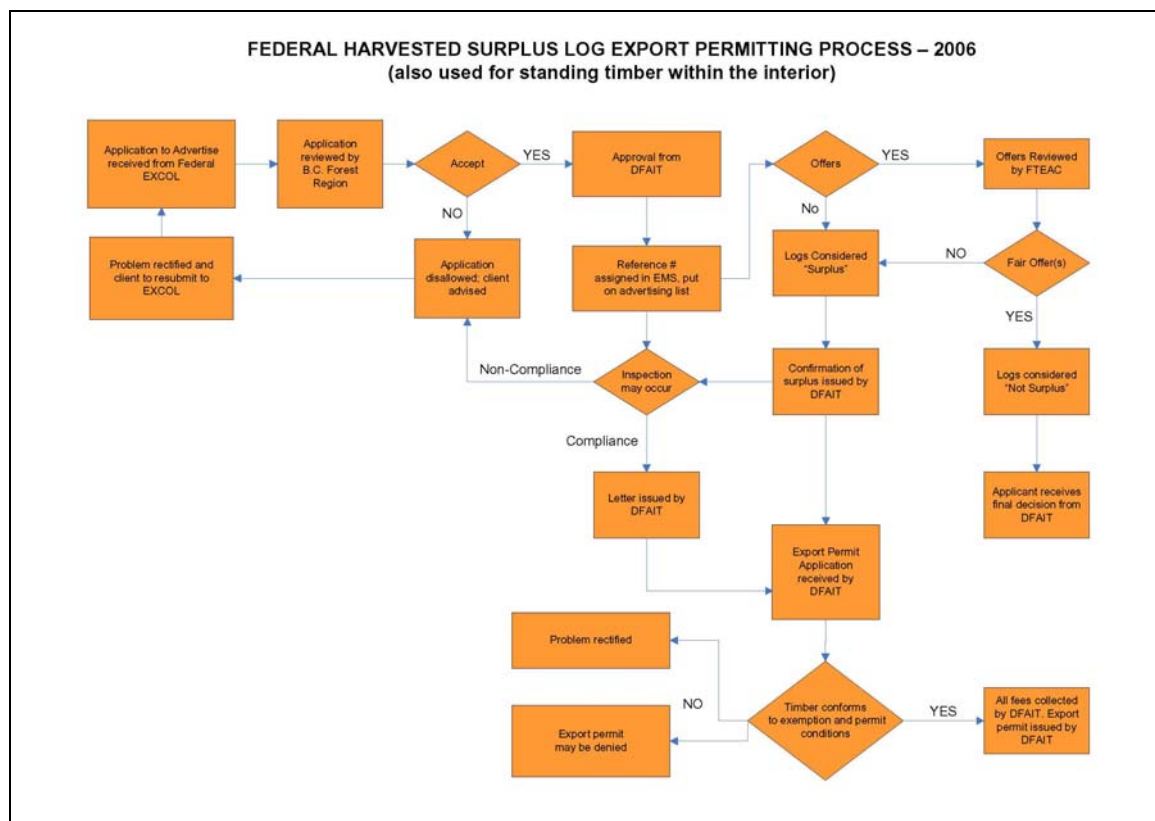 FEDERAL HARVESTED SURPLUS LOG EXPORT PERMITTING PROCESS – 2006
(also used for standing timber within the interior)
Application to Advertise
received from Federal
EXCOL
Application
reviewed by
B.C. Forest
Region
Accept
YES
NO
Approval from
DFAIT
Offers
YES
No
Offers Reviewed
by FTEAC
Problem rectified and
client to resubmit to
EXCOL
Application
disallowed; client
advised
Reference #
assigned in EMS, put
on advertising list
Logs Considered
“Surplus”
NO
Fair Offer(s)
YES
Non-Compliance
Inspection
may occur
Compliance
Confirmation of
surplus issued by
DFAIT
Logs considered
“Not Surplus”
Letter issued by
DFAIT
Applicant receives
final decision from
DFAIT
Export Permit
Application
received by
DFAIT
Problem rectified
NO
Export permit
may be denied
Timber conforms
to exemption and permit
conditions
YES
All fees collected
by DFAIT. Export
permit issued by
DFAIT